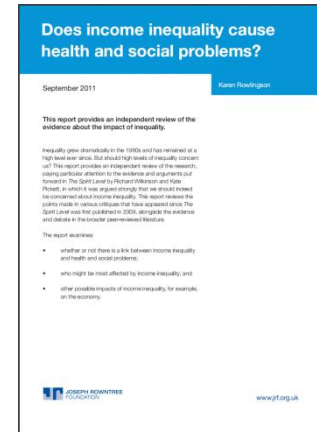 Does income inequality cause
health and social problems?
September 2011
Karen Rowlingson
This report provides an independent review of the
evidence about the impact of inequality.
Inequality grew dramatically in the 1980s and has remained at a
high level ever since. But should high levels of inequality concern
us? This report provides an independent review of the research,
paying particular attention to the evidence and arguments put
forward in The Spirit Level by Richard Wilkinson and Kate
Pickett, in which it was argued strongly that we should indeed
be concerned about income inequality. This report reviews the
points made in various critiques that have appeared since The
Spirit Level was first published in 2009, alongside the evidence
and debate in the broader peer-reviewed literature.
The report examines:
• whether or not there is a link between income inequality
and health and social problems;
• who might be most affected by income inequality; and
• other possible impacts of income inequality, for example,
on the economy.
JOSEPH ROWNTREE
FOUNDATION
www.jrf.org.uk